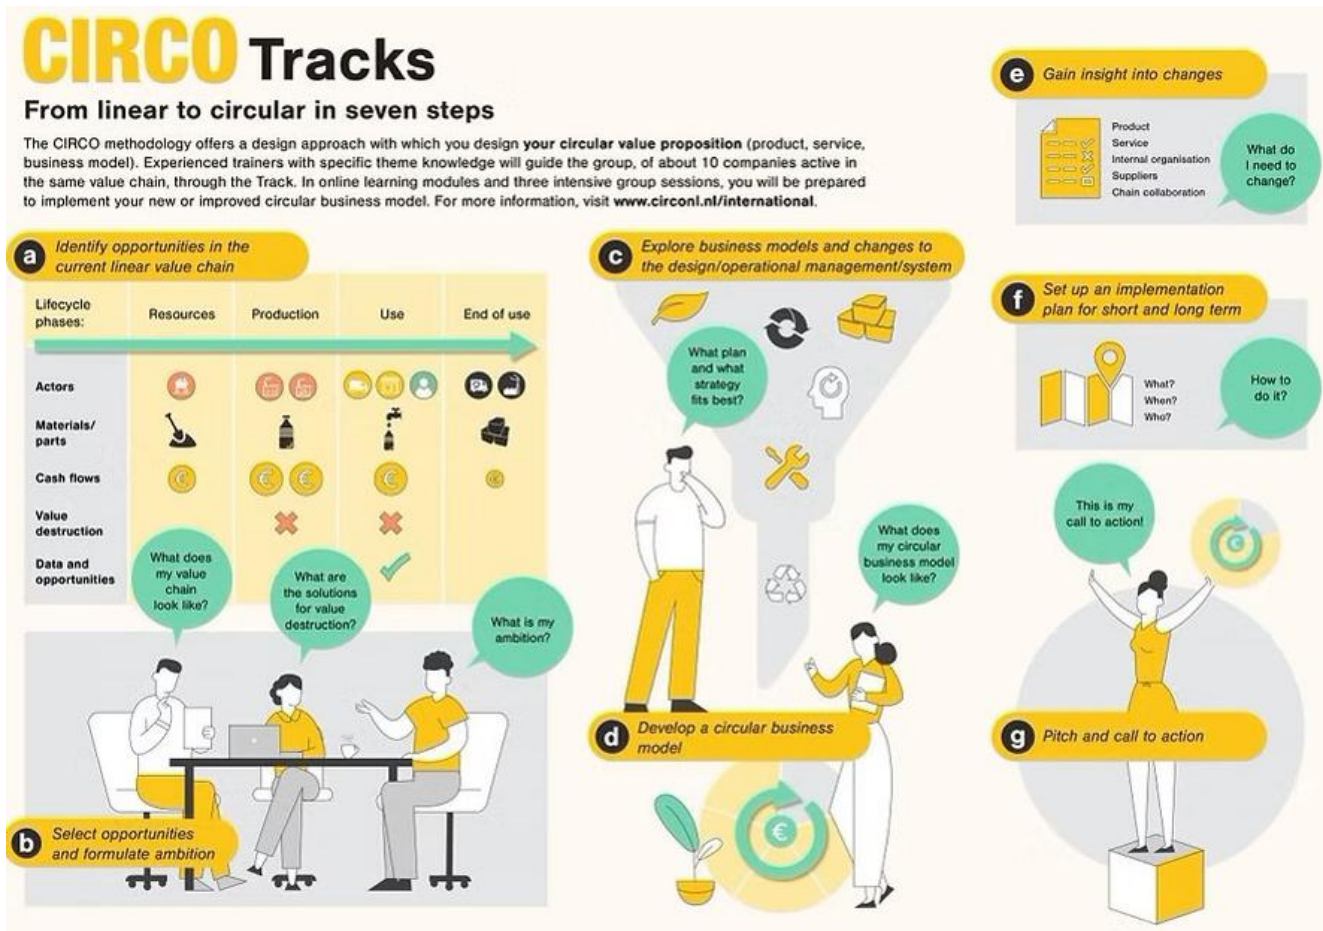 CIRCO Tracks
From linear to circular in seven steps
The CIRCO methodology offers a design approach with which you design your circular value proposition (product, service,
business model). Experienced trainers with specific theme knowledge will guide the group, of about 10 companies active in
the same value chain, through the Track. In online learning modules and three intensive group sessions, you will be prepared
to implement your new or improved circular business model. For more information, visit www.circonl.nl/international.
a
Identify opportunities in the
current linear value chain
Lifecycle
phases:
Resources
Production
Use
End of use
Actors
Materials/
parts
Cash flows
Value
destruction
Data and
opportunities
What does
my value
chain
look like?
What are
the solutions
for value
destruction?
What is my
ambition?
b
Select opportunities
and formulate ambition
c
Explore business models and changes to
the design/operational management/system
What plan
and what
strategy
fits best?
What does
my circular
business model
look like?
d
Develop a circular business
model
€
e
Gain insight into changes
Product
Service
Internal organisation
Suppliers
Chain collaboration
What do
I need to
change?
f
Set up an implementation
plan for short and long term
What?
When?
Who?
How to
do it?
This is my
call to action!
€
g
Pitch and call to action